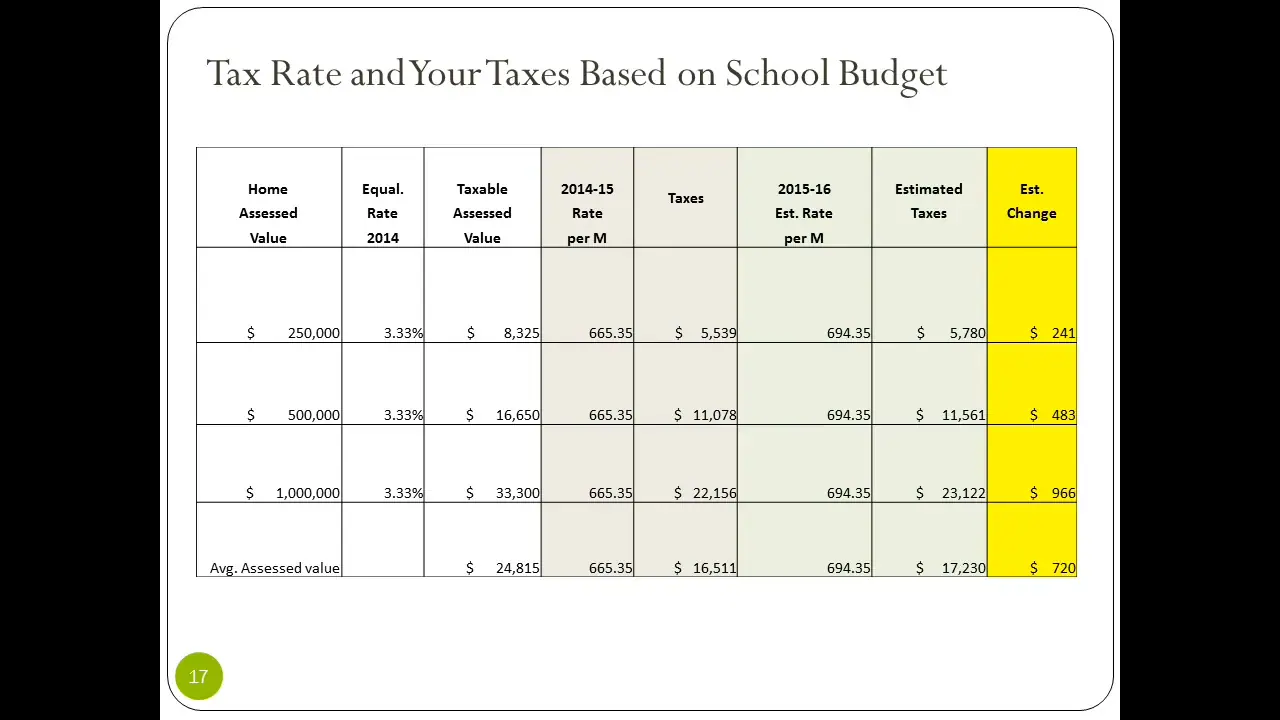 Tax Rate and Your Taxes Based on School Budget
Home Assessed Value Equal. Rate 2014 Taxable Assessed Value 2014-15 Rate per M Taxes 2015-16 Est. Rate per M Estimated Taxes Est. Change
$ 250,000 3.33% $ 8,325 665.35 $ 5,539 694.35 $ 5,780 $ 241
$ 500,000 3.33% $ 16,650 665.35 $ 11,078 694.35 $ 11,561 $ 483
$ 1,000,000 3.33% $ 33,300 665.35 $ 22,156 694.35 $ 23,122 $ 966
Avg. Assessed value $ 24,815 665.35 $ 16,511 694.35 $ 17,230 $ 720
17